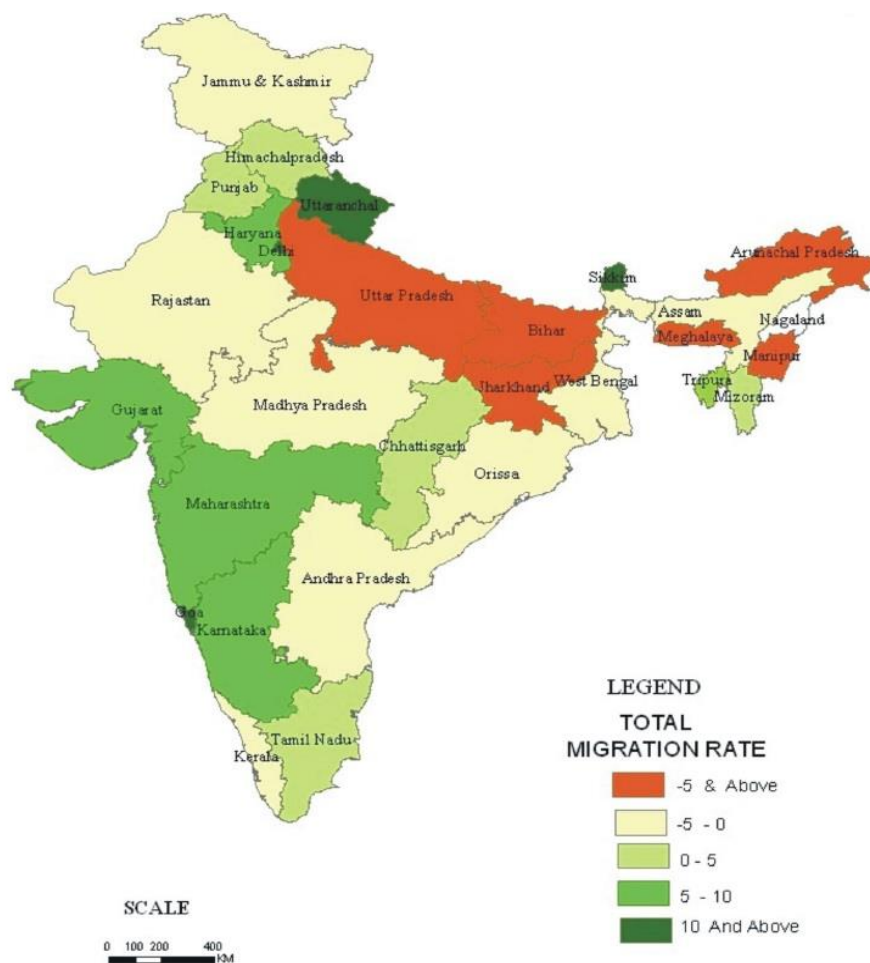 Jammu & Kashmir
Himachalpradesh
Punjab
Uttaranchal
Haryana
Delhi
Arunachal Pradesh
Sikkim
Rajastan
Uttar Pradesh
Assam
Nagaland
Bihar
Meghalaya
Manipur
Jharkhand
West Bengal
Tripura
Mizoram
Gujarat
Madhya Pradesh
Chhattisgarh
Orissa
Maharashtra
Andhra Pradesh
Goa
Karnataka
Tamil Nadu
Kerala
LEGEND
TOTAL
MIGRATION RATE
-5 & Above
-5 - 0
0 - 5
5 - 10
10 And Above
SCALE
0 100 200 400
KM